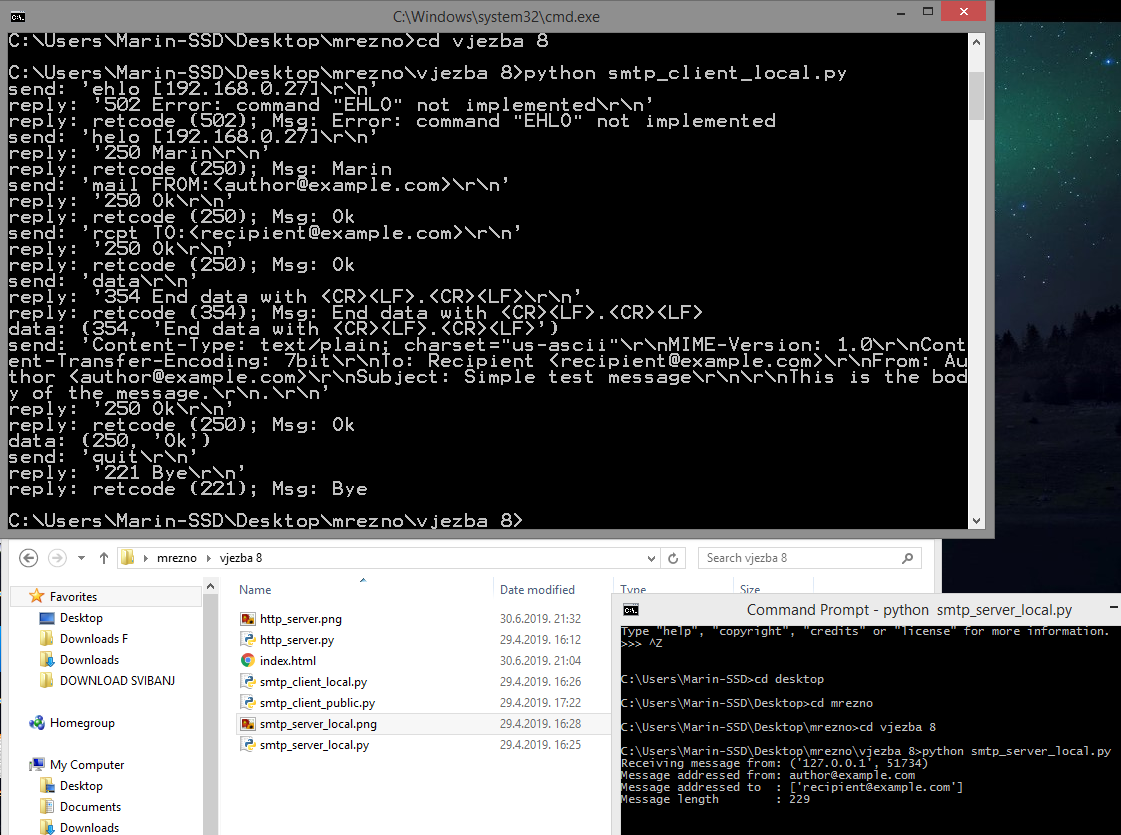 C:\Windows\system32\cmd.exe
C:\Users\Marin-SSD\Desktop\mrezno>cd vjezba 8
C:\Users\Marin-SSD\Desktop\mrezno\vjezba 8>python smtp_client_local.py
send: 'ehlo [192.168.0.27]\r\n'
reply: '502 Error: command "EHLO" not implemented\r\n'
reply: retcode (502); Msg: Error: command "EHLO" not implemented
send: 'helo [192.168.0.27]\r\n'
reply: '250 Marin\r\n'
reply: retcode (250); Msg: Marin
send: 'mail FROM:<author@example.com>\r\n'
reply: '250 Ok\r\n'
reply: retcode (250); Msg: Ok
send: 'rcpt TO:<recipient@example.com>\r\n'
reply: '250 Ok\r\n'
reply: retcode (250); Msg: Ok
send: 'data\r\n'
reply: '354 End data with <CR><LF>.<CR><LF>\r\n'
reply: retcode (354); Msg: End data with <CR><LF>.<CR><LF>
data: (354, 'End data with <CR><LF>.<CR><LF>')
send: 'Content-Type: text/plain; charset="us-ascii"\r\nMIME-Version: 1.0\r\nCont
ent-Transfer-Encoding: 7bit\r\nTo: Recipient <recipient@example.com>\r\nFrom: Au
thor <author@example.com>\r\nSubject: Simple test message\r\n\r\nThis is the bod
y of the message.\r\n.\r\n'
reply: '250 Ok\r\n'
reply: retcode (250); Msg: Ok
data: (250, 'Ok')
send: 'quit\r\n'
reply: '221 Bye\r\n'
reply: retcode (221); Msg: Bye
C:\Users\Marin-SSD\Desktop\mrezno\vjezba 8>
mrezno vjezba 8 Search vjezba 8
Favorites
Desktop
Downloads F
Downloads
DOWNLOAD SVIBANJ
Homegroup
My Computer
Desktop
Documents
Downloads
Name Date modified Type Size
http_server.png 30.6.2019. 21:32
http_server.py 29.4.2019. 16:12
index.html 30.6.2019. 21:04
smtp_client_local.py 29.4.2019. 16:26
smtp_client_public.py 29.4.2019. 17:22
smtp_server_local.png 29.4.2019. 16:28
smtp_server_local.py 29.4.2019. 16:25
Command Prompt - python smtp_server_local.py
Type "help", "copyright", "credits" or "license" for more information.
>>> ^Z
C:\Users\Marin-SSD>cd desktop
C:\Users\Marin-SSD\Desktop>cd mrezno
C:\Users\Marin-SSD\Desktop\mrezno>cd vjezba 8
C:\Users\Marin-SSD\Desktop\mrezno\vjezba 8>python smtp_server_local.py
Receiving message from: ('127.0.0.1', 51734)
Message addressed from: author@example.com
Message addressed to : ['recipient@example.com']
Message length : 229